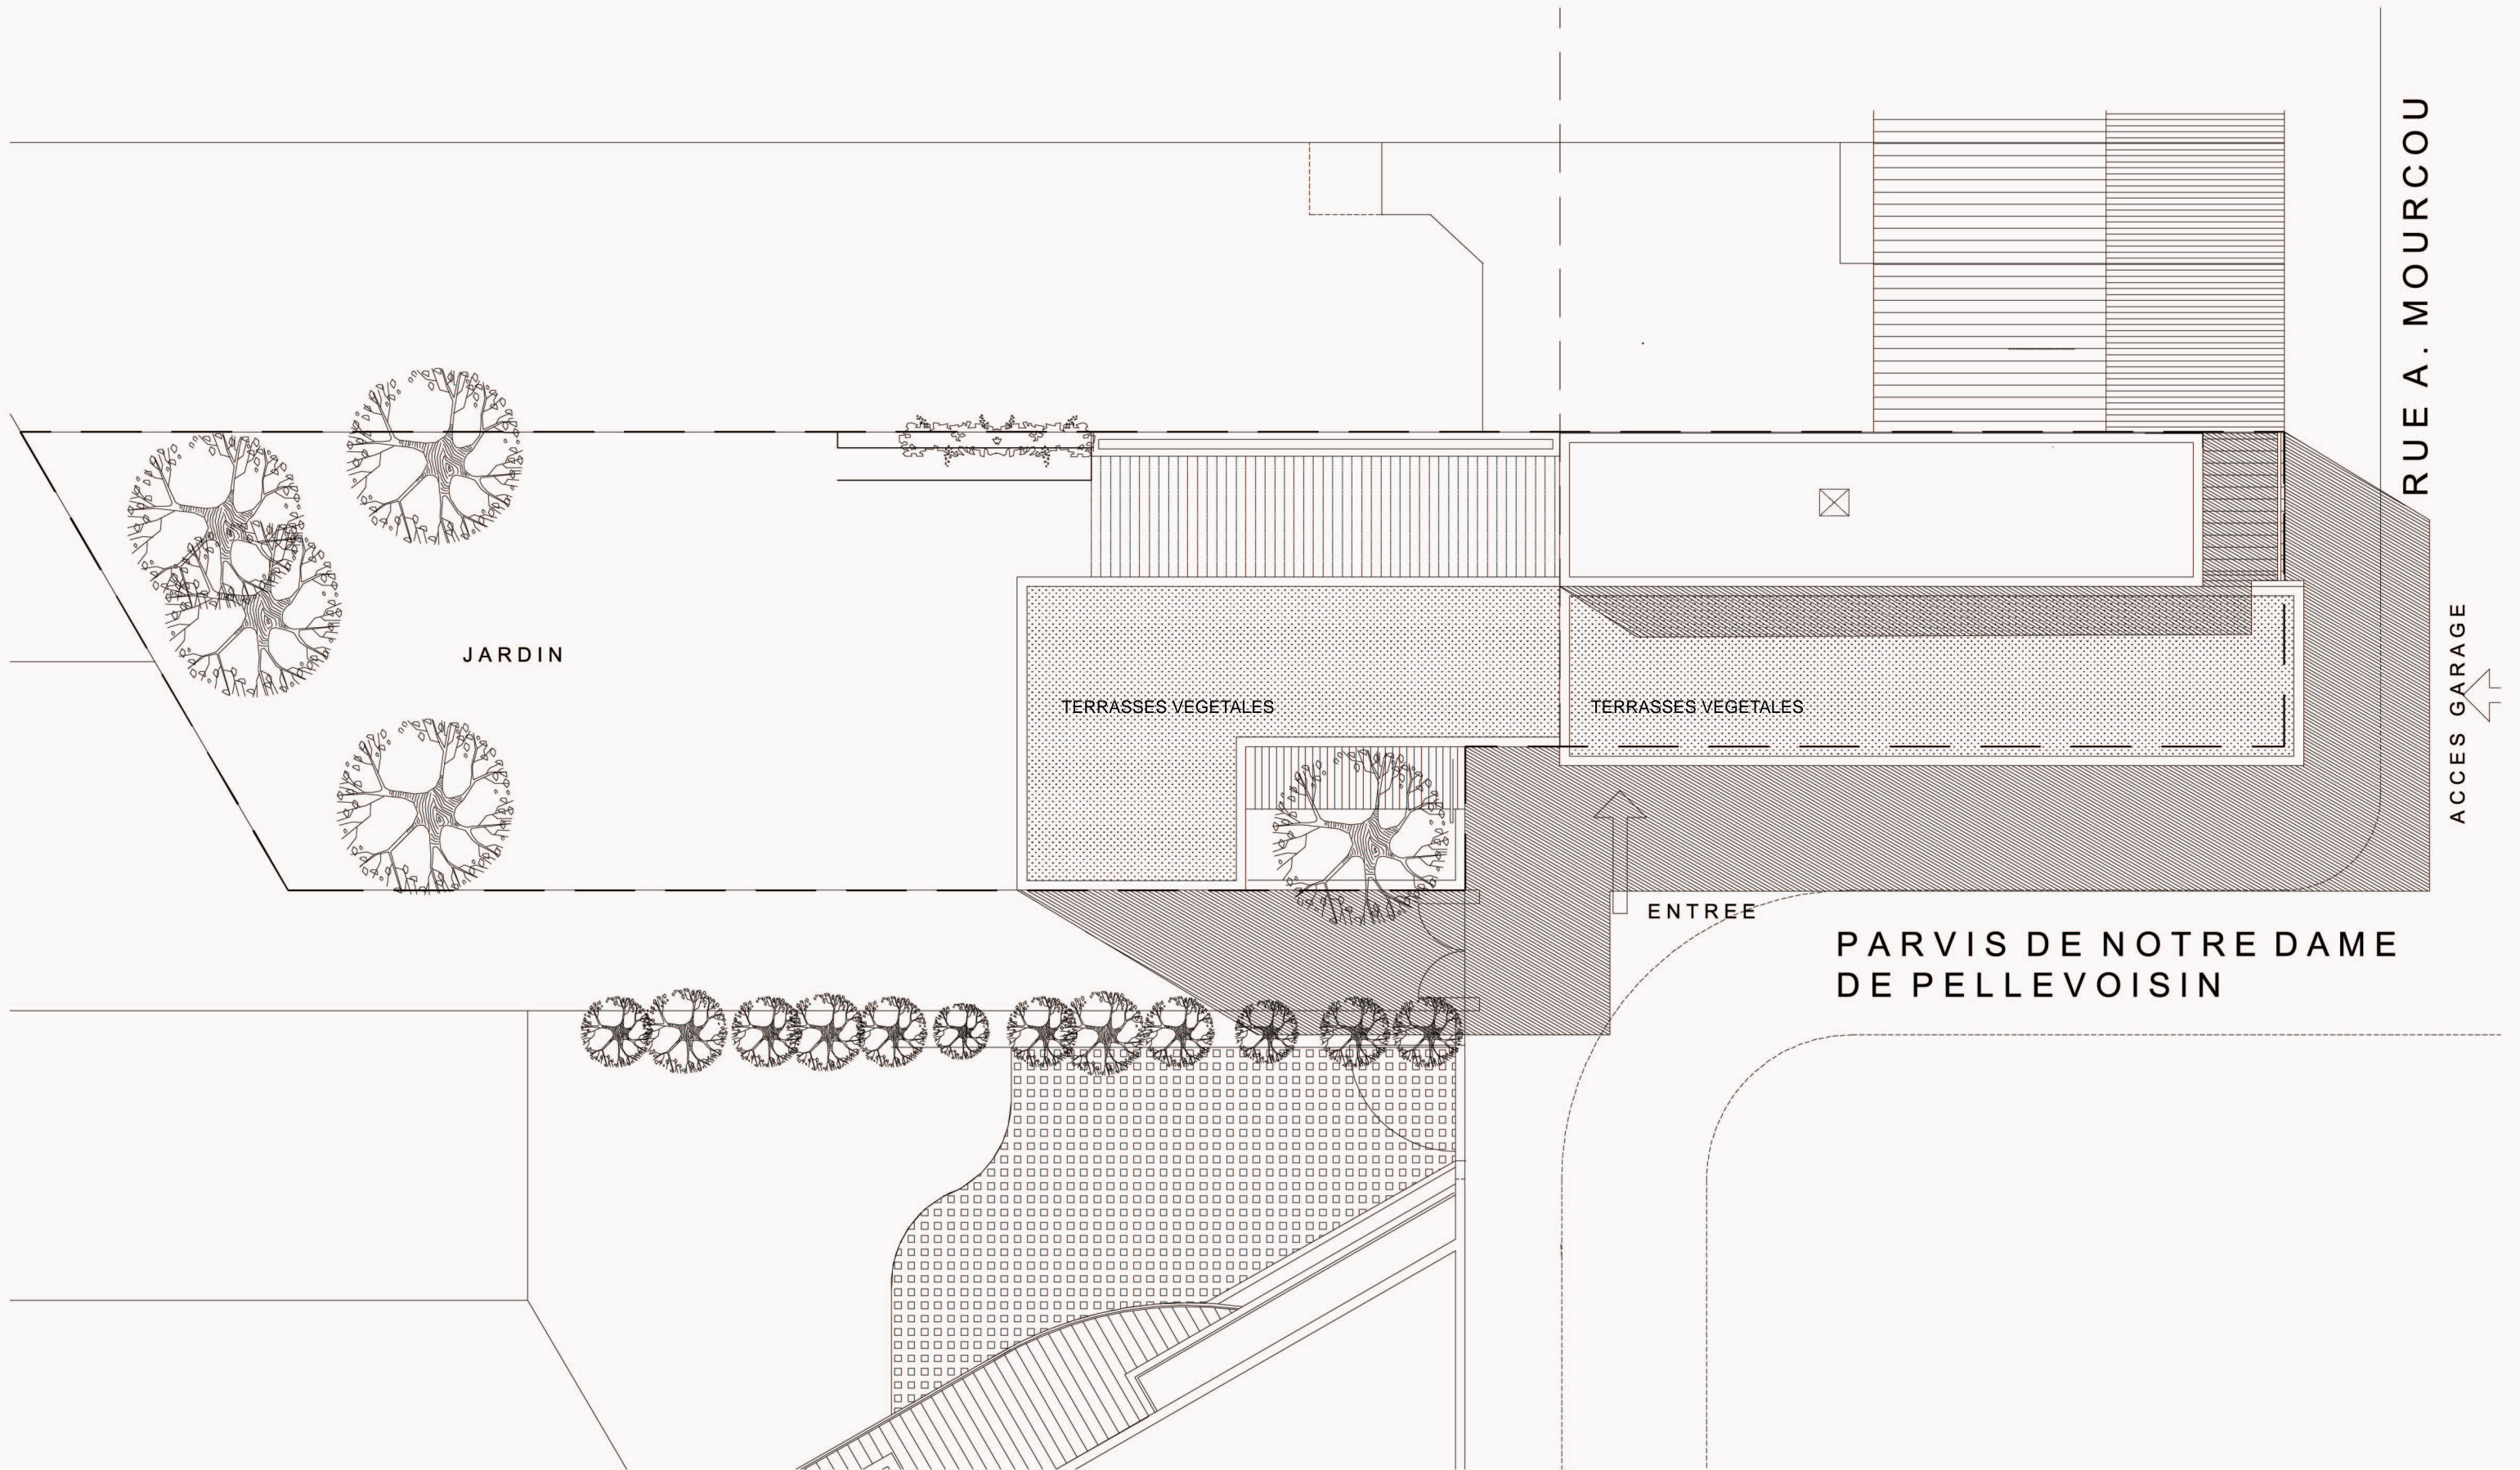 RUE A. MOURCOU
JARDIN
TERRASSES VEGETALES
TERRASSES VEGETALES
ACCES GARAGE
ENTREE
PARVIS DE NOTRE DAME
DE PELLEVOISIN